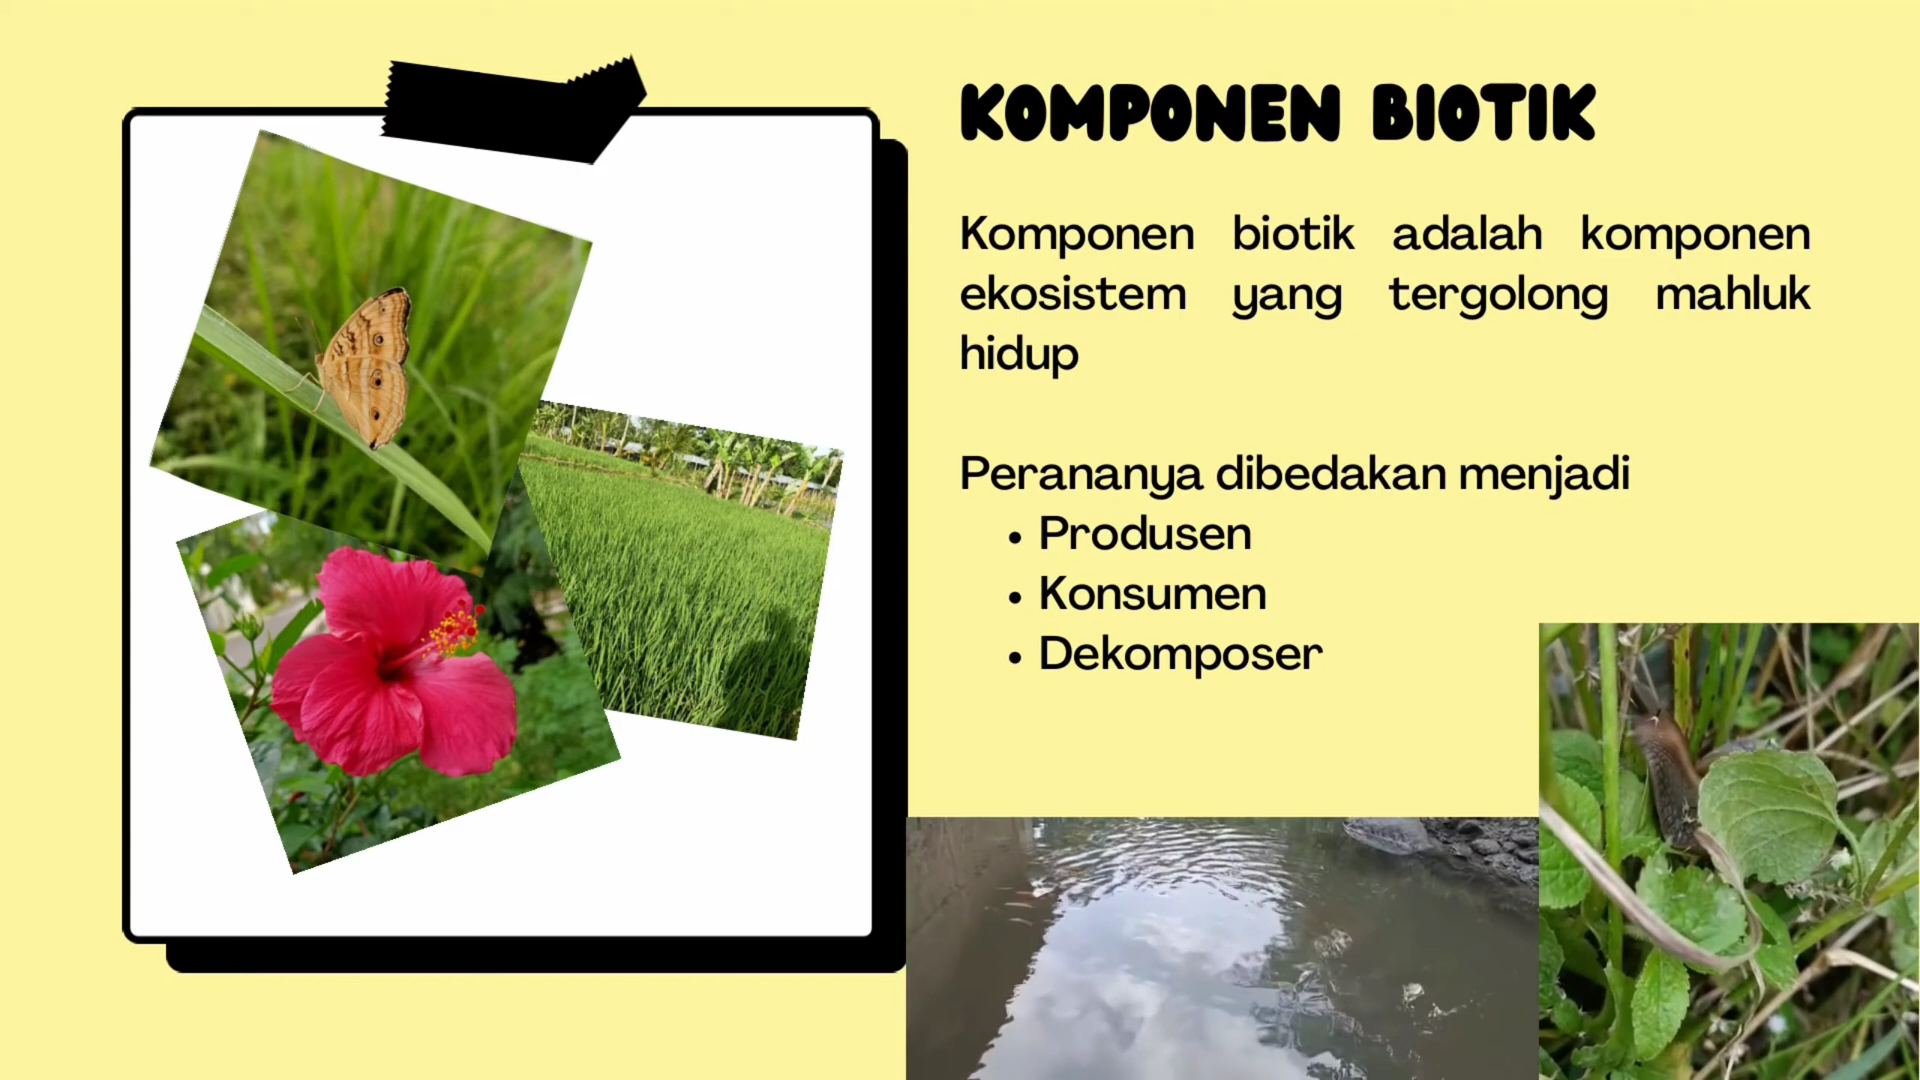 KOMPONEN BIOTIK
Komponen biotik adalah komponen
ekosistem yang tergolong mahluk
hidup
Perananya dibedakan menjadi
• Produsen
• Konsumen
• Dekomposer